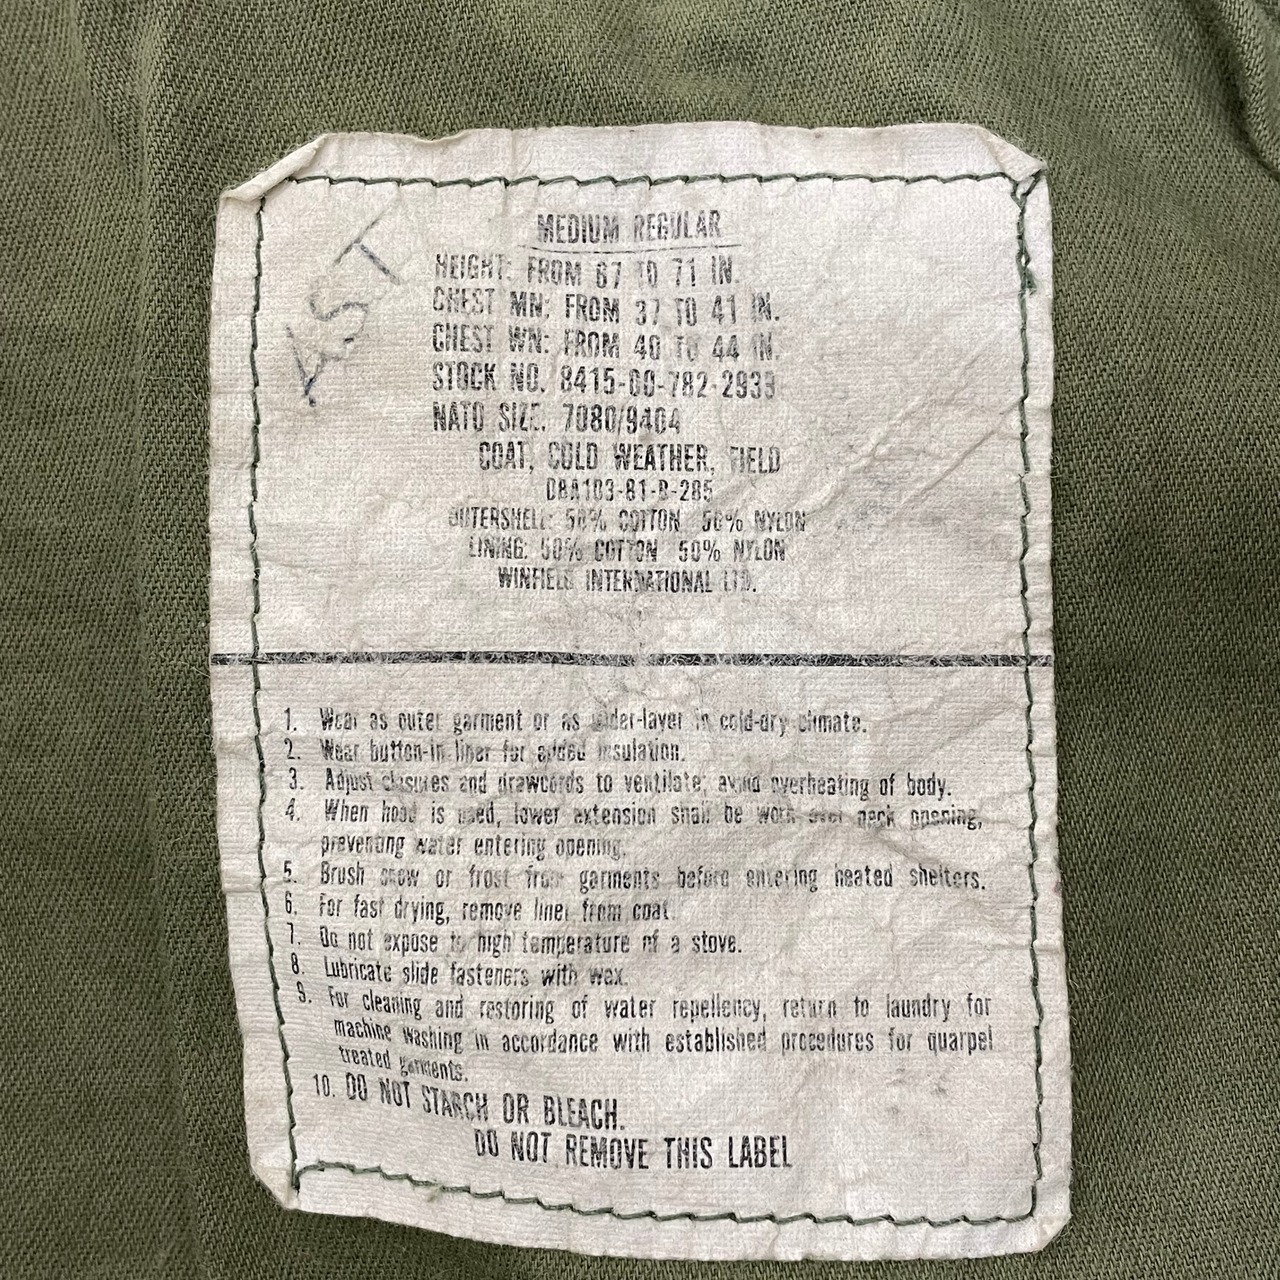 AST
MEDIUM REGULAR
HEIGHT: FROM 67 TO 71 IN.
CHEST MN: FROM 37 TO 41 IN.
CHEST WN: FROM 40 TO 44 IN.
STOCK NO. 8415-00-782-2939
NATO SIZE. 7080/9404
COAT, COLD WEATHER, FIELD
DBA103-81-B-285
OUTERSHELL: 50% COTTON 50% NYLON
LINING: 50% COTTON 50% NYLON
WINFIELD INTERNATIONAL LTD.
1. Wear as outer garment or as under-layer in cold-dry climate.
2. Wear button-in liner for added insulation.
3. Adjust closures and drawcords to ventilate; avoid overheating of body.
4. When hood is used, lower extension shall be worn over neck opening,
preventing water entering opening.
5. Brush snow or frost from garments before entering heated shelters.
6. For fast drying, remove liner from coat.
7. Do not expose to high temperature of a stove.
8. Lubricate slide fasteners with wax.
9. For cleaning and restoring of water repellency, return to laundry for
machine washing in accordance with established procedures for quarpel
treated garments.
10. DO NOT STARCH OR BLEACH.
DO NOT REMOVE THIS LABEL